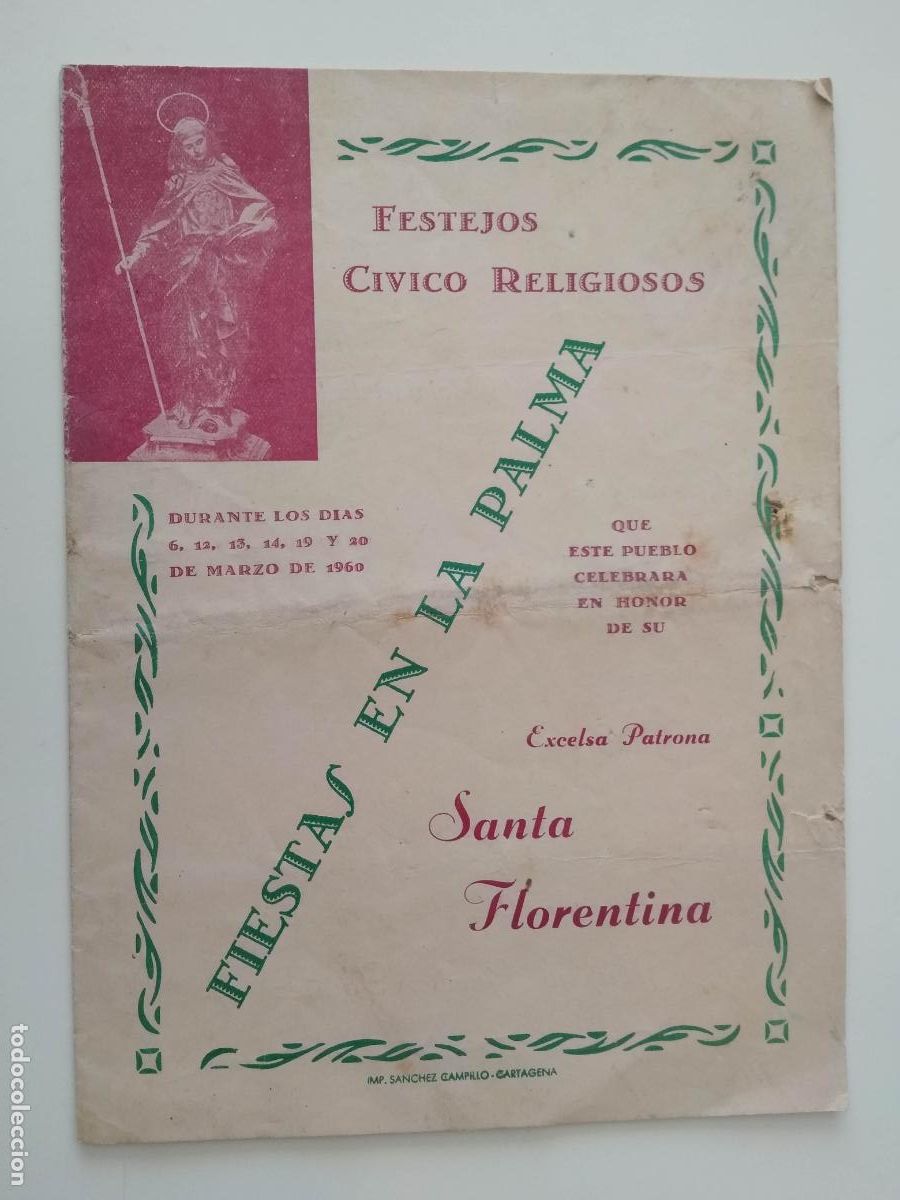 FESTEJOS
CIVICO RELIGIOSOS
FIESTAS EN LA PALMA
DURANTE LOS DIAS
6, 12, 13, 14, 19 Y 20
DE MARZO DE 1960
QUE
ESTE PUEBLO
CELEBRARA
EN HONOR
DE SU
Excelsa Patrona
Santa
Florentina
IMP. SANCHEZ CAMPILLO - CARTAGENA
todocoleccion